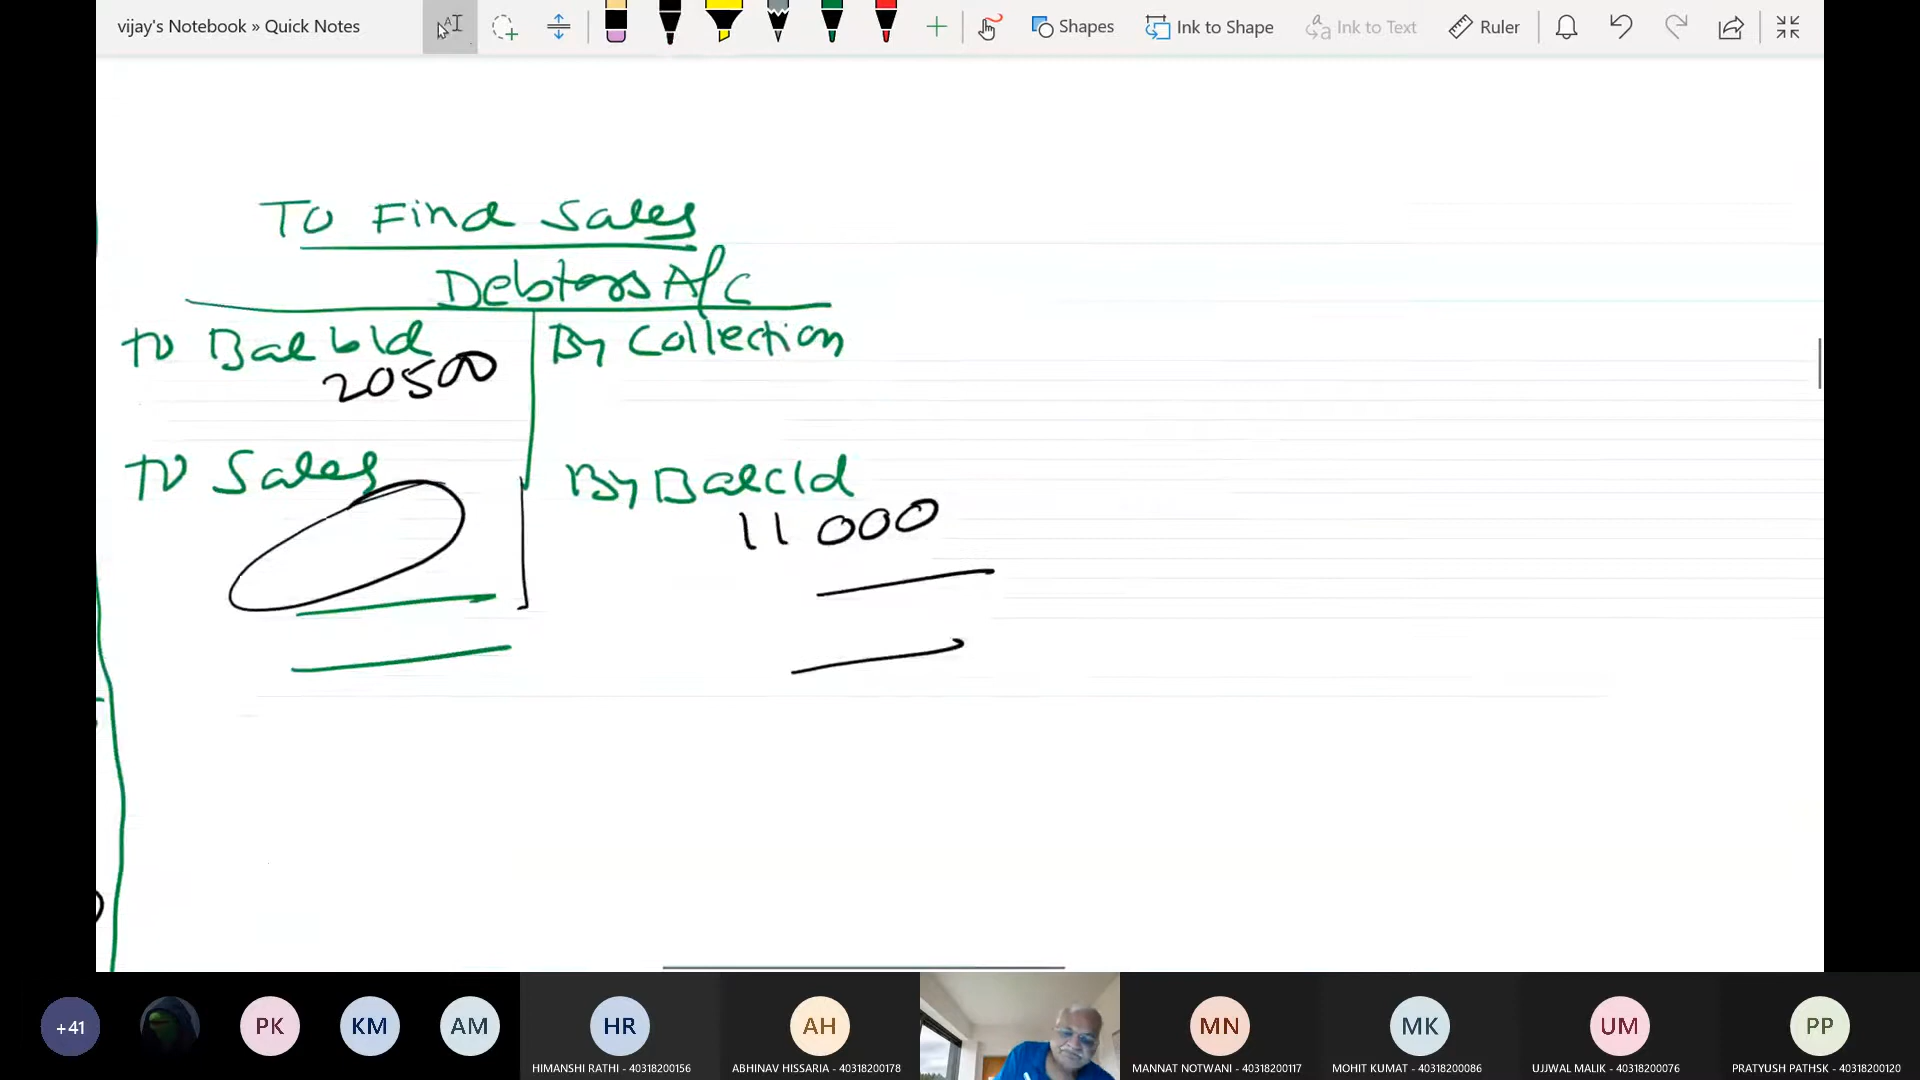 vijay's Notebook » Quick Notes
Shapes
Ink to Shape
Ink to Text
Ruler
To Find Sales
Debtors A/C
To Bal b/d
20500
By Collection
To Sales
By Bal c/d
11 000
+41
PK
KM
AM
HR
AH
MN
MK
UM
PP
HIMANSHI RATHI - 40318200156
ABHINAV HISSARIA - 40318200178
MANNAT NOTWANI - 40318200117
MOHIT KUMAT - 40318200086
UJJWAL MALIK - 40318200076
PRATYUSH PATHSK - 40318200120